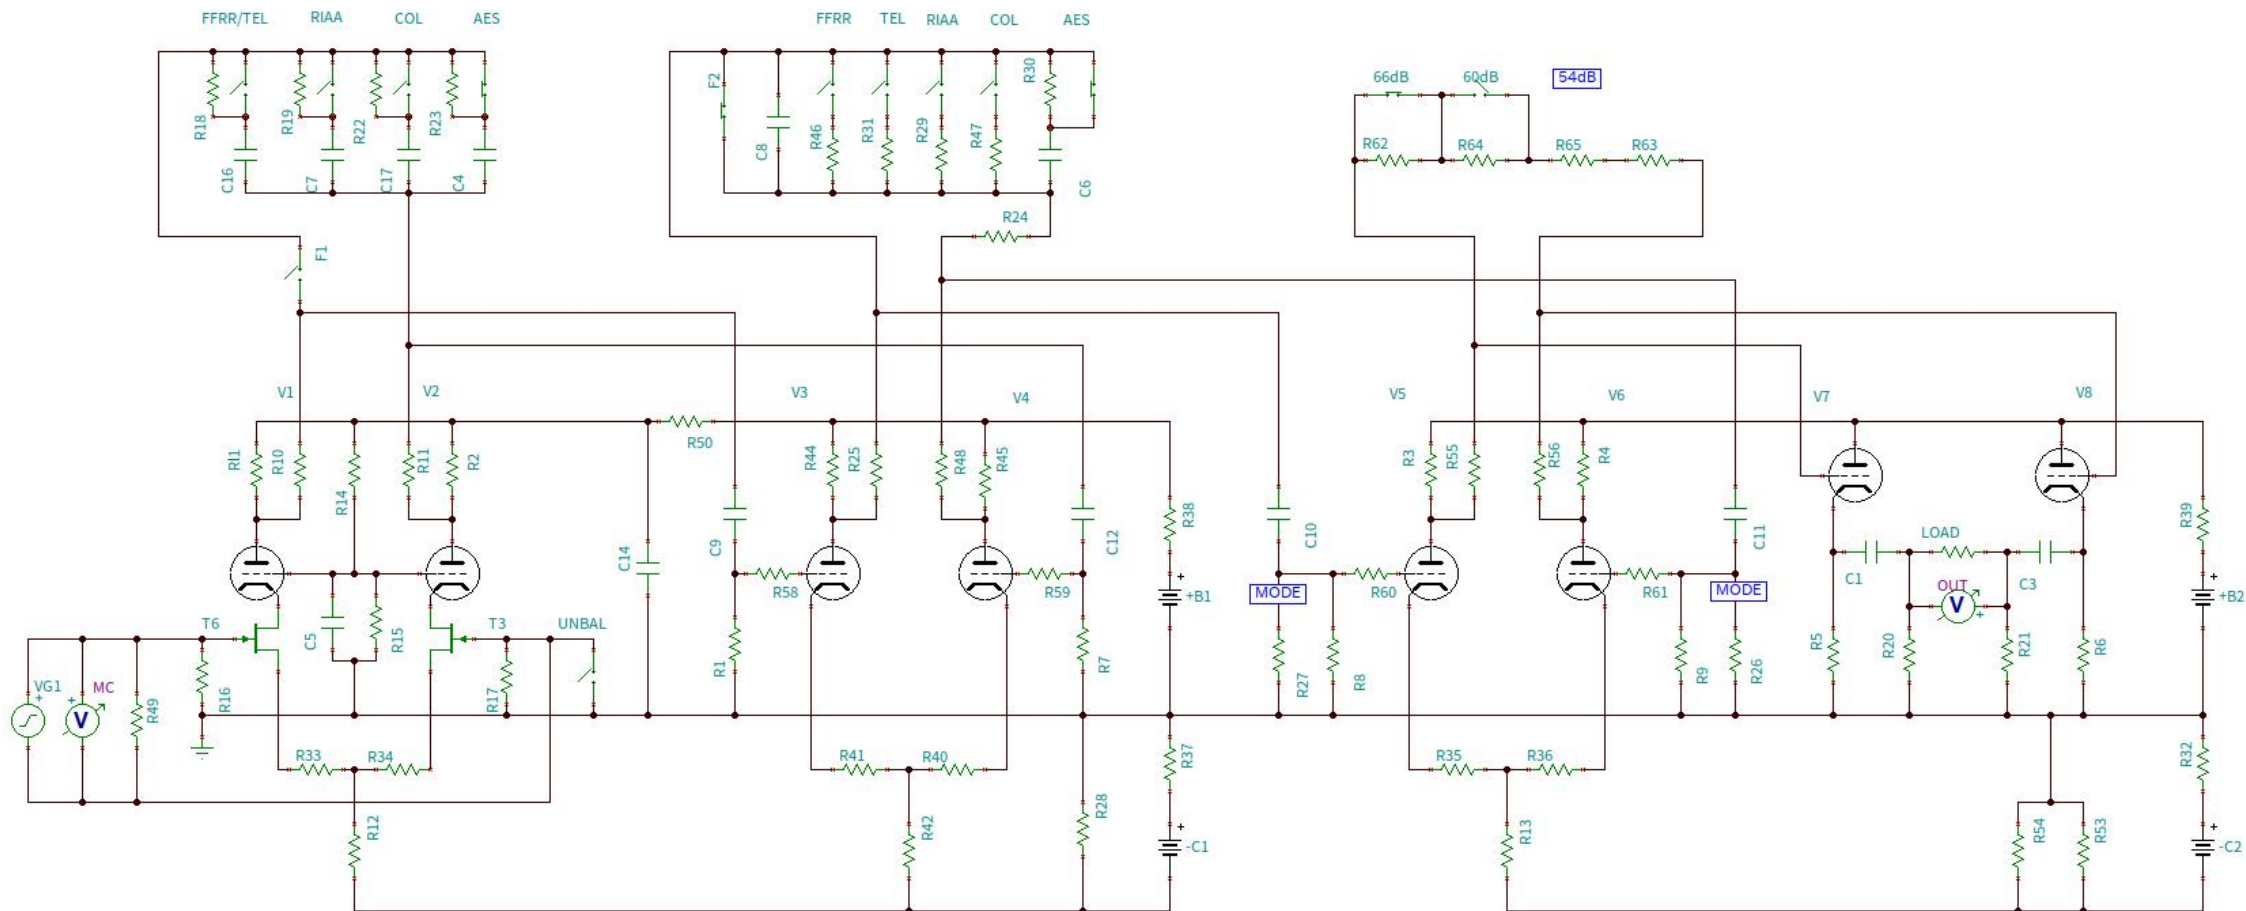 FFRR/TEL RIAA COL AES FFRR TEL RIAA COL AES
66dB 60dB 54dB
R18 R19 R22 R23 F2 C8 R46 R31 R29 R47 R30
R62 R64 R65 R63
C16 C7 C17 C4 C6
R24
F1
V1 V2 V3 V4 V5 V6 V7 V8
R50
RI1 R10 R14 R11 R2 R44 R25 R48 R45 R3 R55 R56 R4
C14 C9 C12 R38 C10 C11 LOAD R39
R58 R59 R60 R61 C1 C3
+ +B1 MODE MODE OUT V + + +B2
T6 C5 R15 T3 UNBAL
VG1 + MC + V R49 R16 R17 R1 R7 R27 R8 R9 R26 R5 R20 R21 R6
R33 R34 R41 R40 R37 R35 R36 R32
R12 R42 R28 + -C1 R13 R54 R53 + -C2